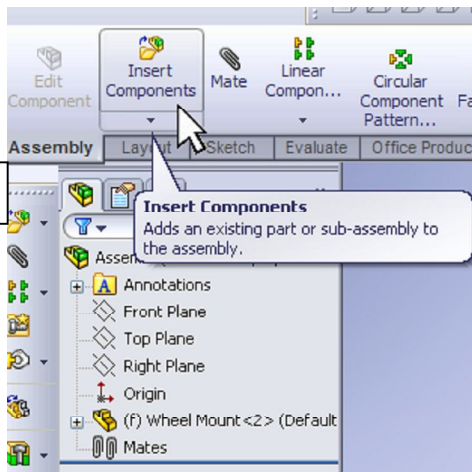 Edit
Component
Insert
Components
Mate
Linear
Compon...
Circular
Component
Pattern...
Assembly
Sketch
Evaluate
Office Produc
Insert Components
Adds an existing part or sub-assembly to
the assembly.
Annotations
Front Plane
Top Plane
Right Plane
Origin
(f) Wheel Mount<2> (Default
Mates